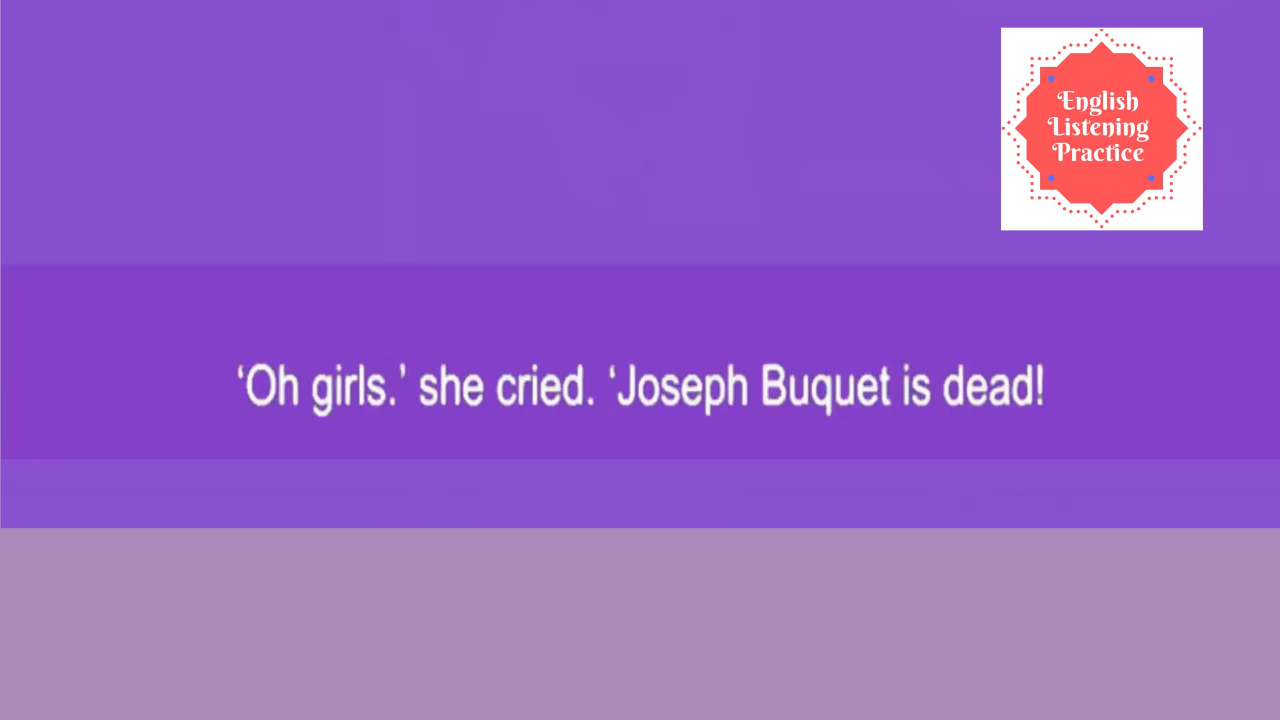 English
Listening
Practice
‘Oh girls.’ she cried. ‘Joseph Buquet is dead!